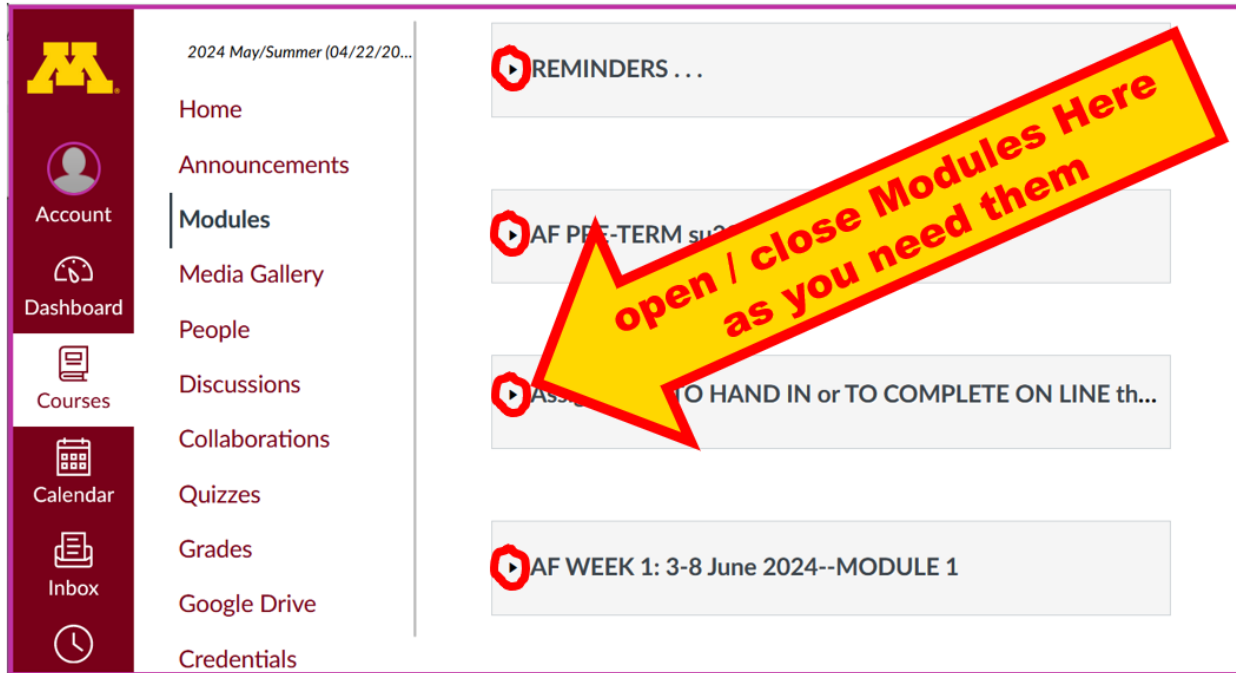 M
2024 May/Summer (04/22/20...
Home
Announcements
Modules
Media Gallery
People
Discussions
Collaborations
Quizzes
Grades
Google Drive
Credentials
Account
Dashboard
Courses
Calendar
Inbox
REMINDERS . . .
AF PRE-TERM
TO HAND IN or TO COMPLETE ON LINE th...
AF WEEK 1: 3-8 June 2024--MODULE 1
open / close Modules Here
as you need them